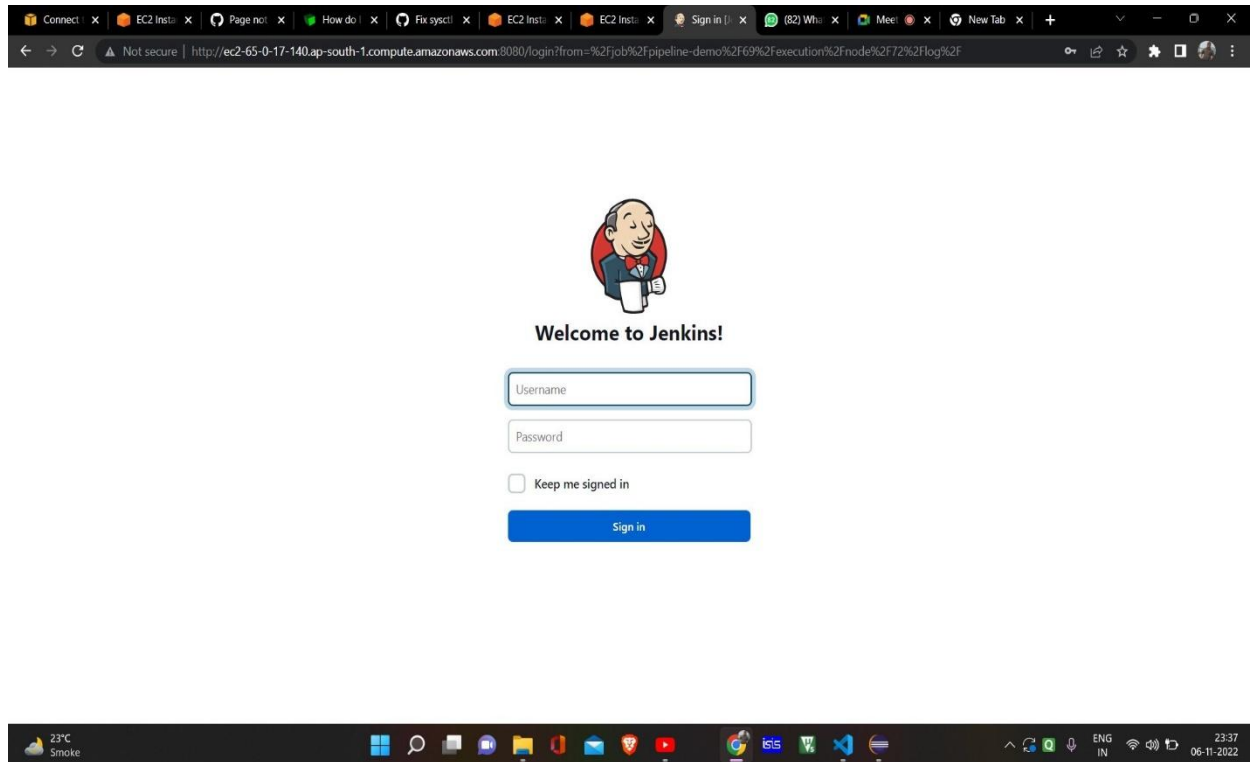 Connect
EC2 Insta
Page not
How do
Fix sysctl
EC2 Insta
EC2 Insta
Sign in [J
(82) Wha
Meet
New Tab
Not secure | http://ec2-65-0-17-140.ap-south-1.compute.amazonaws.com:8080/login?from=%2Fjob%2Fpipeline-demo%2F69%2Fexecution%2Fnode%2F72%2Flog%2F
Welcome to Jenkins!
Username
Password
Keep me signed in
Sign in
23°C
Smoke
isis
ENG
IN
23:37
06-11-2022